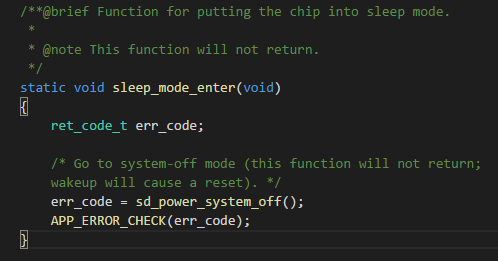 /**@brief Function for putting the chip into sleep mode.
 *
 * @note This function will not return.
 */
static void sleep_mode_enter(void)
{
    ret_code_t err_code;

    /* Go to system-off mode (this function will not return;
    wakeup will cause a reset). */
    err_code = sd_power_system_off();
    APP_ERROR_CHECK(err_code);
}